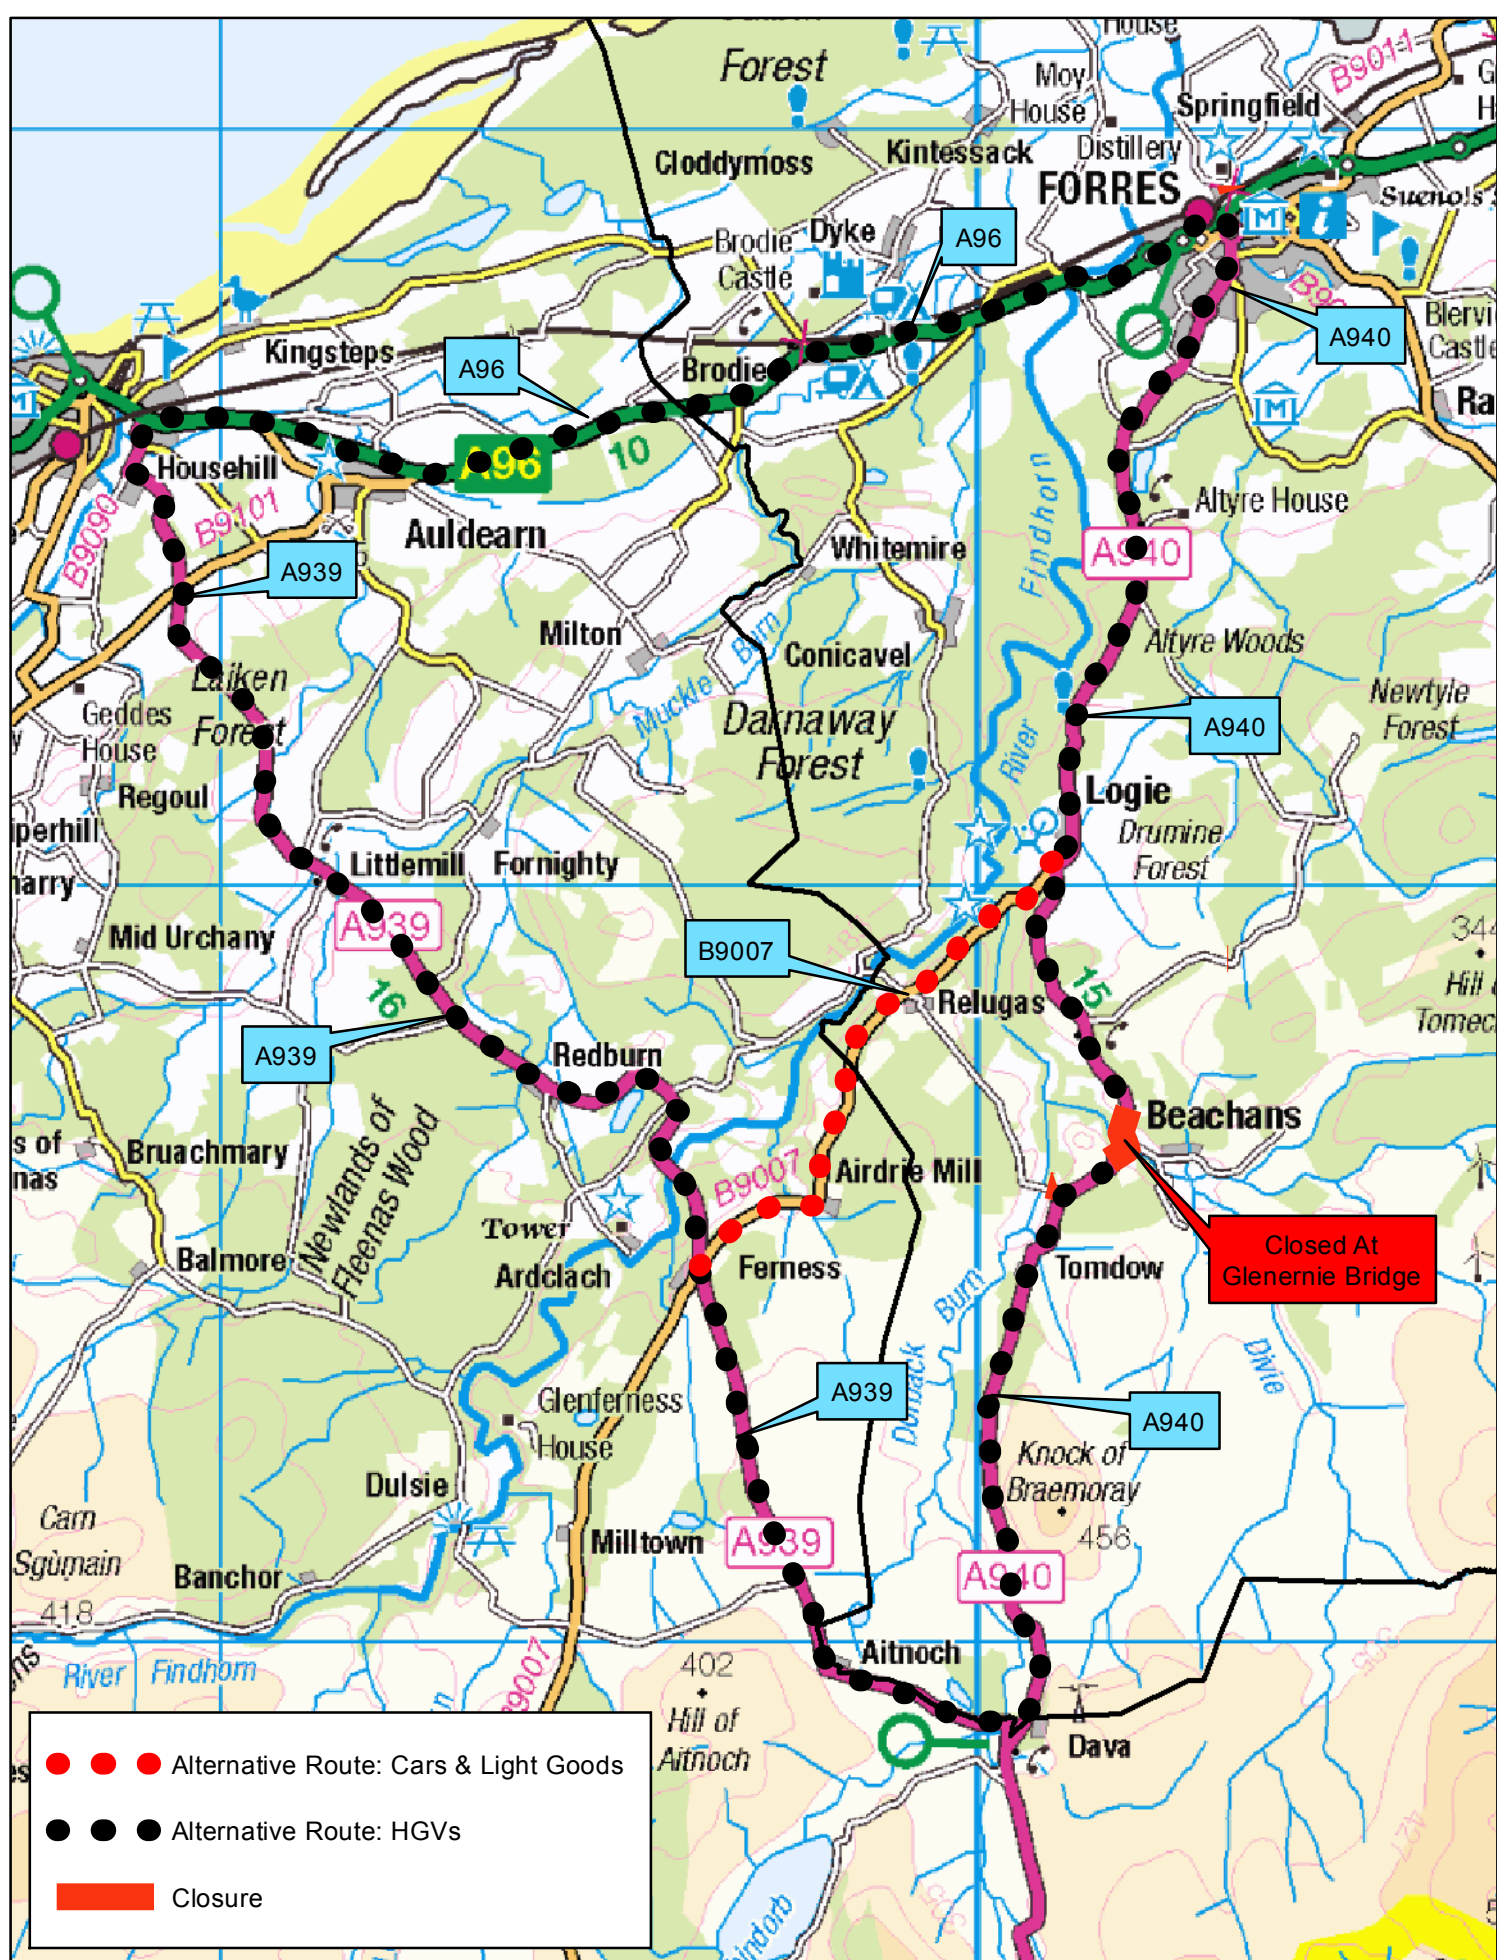 House
Forest
B9011
Moy
House
Springfield
Cloddymoss
Kintessack
Distillery
FORRES
Brodie
Castle
Dyke
A96
A940
Blervie
Castle
Kingsteps
A96
Brodie
A96
10
Househill
B9101
B9090
Auldearn
Altyre House
A940
Findhorn
Whitemire
A939
Milton
Muckle
Burn
Conicavel
Altyre Woods
Laiken
Forest
Geddes
House
Darnaway
Forest
River
A940
Newtyle
Forest
Regoul
Logie
Drumine
Forest
Littlemill
Fornighty
A939
Mid Urchany
B9007
Relugas
16
15
A939
Redburn
Beachans
Bruachmary
Newlands of
Fleenas Wood
B9007
Airdrie Mill
Tower
Ardclach
Ferness
Balmore
Tomdow
Closed At
Glenernie Bridge
Dorback
Burn
Divie
A939
A940
Glenferness
House
Knock of
Braemoray
456
Dulsie
Carn
Sgùmain
418
Banchor
Milltown
A939
A940
River Findhorn
B9007
Aitnoch
402
Hill of
Aitnoch
Dava
305
427
Alternative Route: Cars & Light Goods
Alternative Route: HGVs
Closure